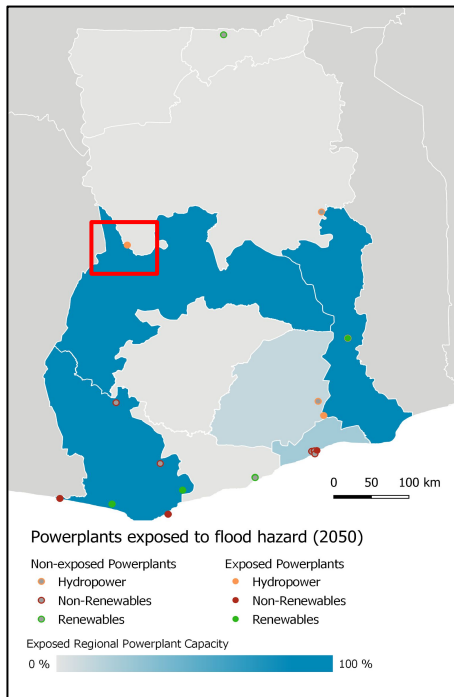 0 50 100 km
Powerplants exposed to flood hazard (2050)
Non-exposed Powerplants Exposed Powerplants
Hydropower Hydropower
Non-Renewables Non-Renewables
Renewables Renewables
Exposed Regional Powerplant Capacity
0 % 100 %